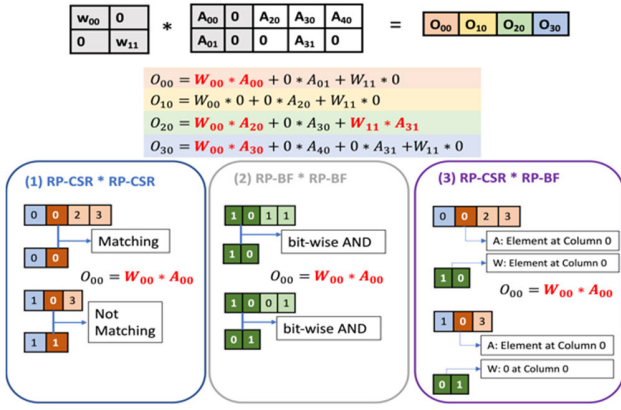 w₀₀ 0 * A₀₀ 0 A₂₀ A₃₀ A₄₀ = O₀₀ O₁₀ O₂₀ O₃₀
0 w₁₁ A₀₁ 0 A₃₁ 0
O₀₀ = W₀₀ * A₀₀ + 0 * A₀₁ + W₁₁ * 0
O₁₀ = W₀₀ * 0 + 0 * A₂₀ + W₁₁ * 0
O₂₀ = W₀₀ * A₂₀ + 0 * A₃₀ + W₁₁ * A₃₁
O₃₀ = W₀₀ * A₃₀ + 0 * A₄₀ + 0 * A₃₁ + W₁₁ * 0
(1) RP-CSR * RP-CSR
0 0 2 3
Matching
0 0
O₀₀ = W₀₀ * A₀₀
1 0 3
Not
Matching
1 1
(2) RP-BF * RP-BF
1 0 1 1
bit-wise AND
1 0
O₀₀ = W₀₀ * A₀₀
1 0 0 1
bit-wise AND
0 1
(3) RP-CSR * RP-BF
0 0 2 3
A: Element at Column 0
W: Element at Column 0
1 0
O₀₀ = W₀₀ * A₀₀
1 0 3
A: Element at Column 0
W: 0 at Column 0
0 1